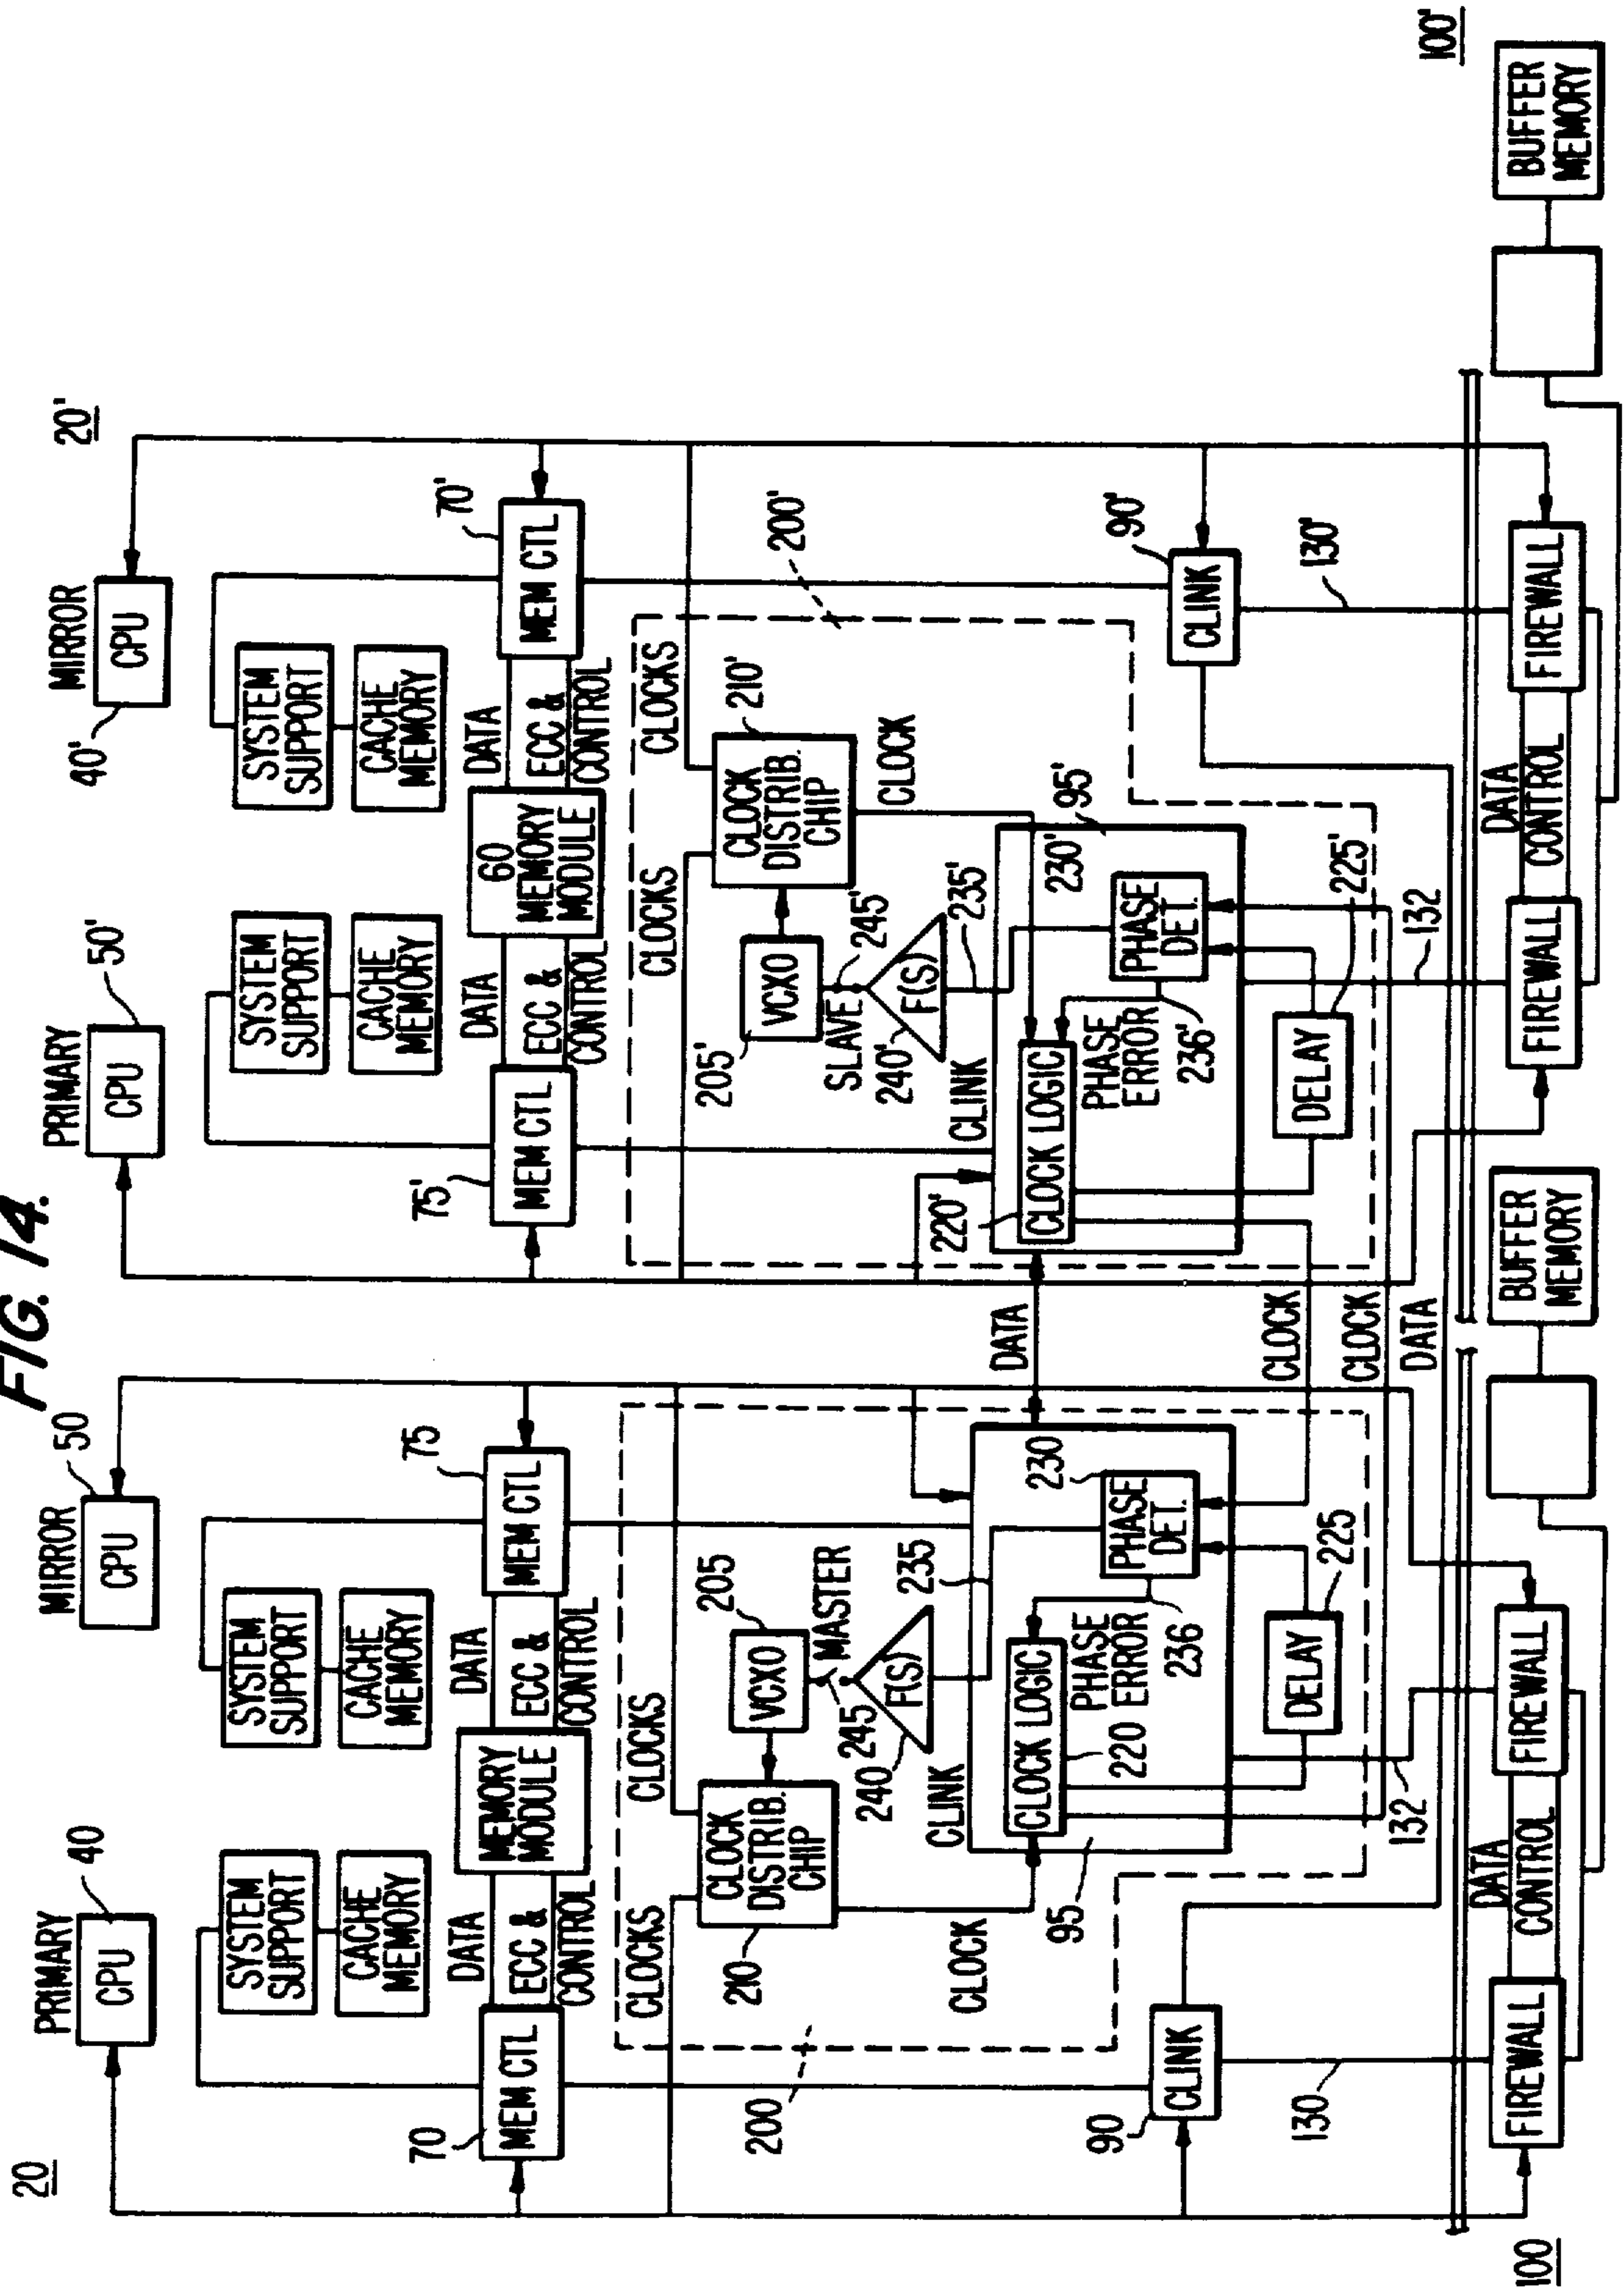 FIG. 14.
20
PRIMARY
40
CPU
SYSTEM
SUPPORT
CACHE
MEMORY
70
MEM CTL
DATA
ECC &
CONTROL
MEMORY
MODULE
DATA
ECC &
CONTROL
MIRROR
50
CPU
SYSTEM
SUPPORT
CACHE
MEMORY
75
MEM CTL
CLOCKS
CLOCKS
200
210
CLOCK
DISTRIB.
CHIP
205
VCXO
MASTER
245
240
F(S)
235
CLOCK
CLINK
95
CLOCK LOGIC
220
PHASE
ERROR
236
230
PHASE
DET.
225
DELAY
90
CLINK
130
132
100
FIREWALL
DATA
CONTROL
FIREWALL
BUFFER
MEMORY
DATA
CLOCK
CLOCK
DATA
20'
PRIMARY
50'
CPU
SYSTEM
SUPPORT
CACHE
MEMORY
75'
MEM CTL
DATA
ECC &
CONTROL
60
MEMORY
MODULE
DATA
ECC &
CONTROL
MIRROR
40'
CPU
SYSTEM
SUPPORT
CACHE
MEMORY
70'
MEM CTL
CLOCKS
CLOCKS
200'
210'
CLOCK
DISTRIB.
CHIP
205'
VCXO
SLAVE
245'
240'
F(S)
235'
CLOCK
CLINK
95'
220'
CLOCK LOGIC
PHASE
ERROR
236'
230'
PHASE
DET.
225'
DELAY
90'
CLINK
130'
132
FIREWALL
DATA
CONTROL
FIREWALL
100'
BUFFER
MEMORY